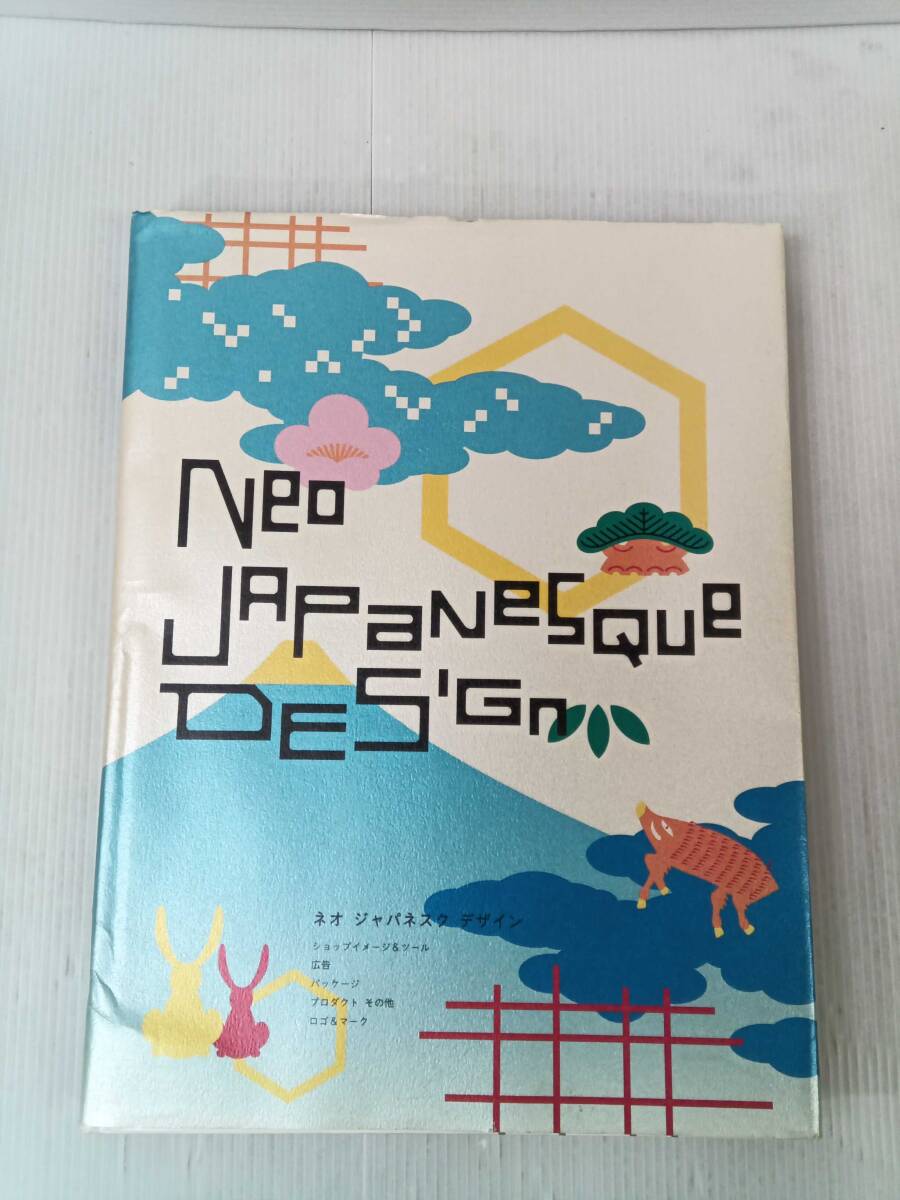 Neo
JAPANESQUE
DESIGn
ネオ ジャパネスク デザイン
ショップイメージ&ツール
広告
パッケージ
プロダクト その他
ロゴ&マーク